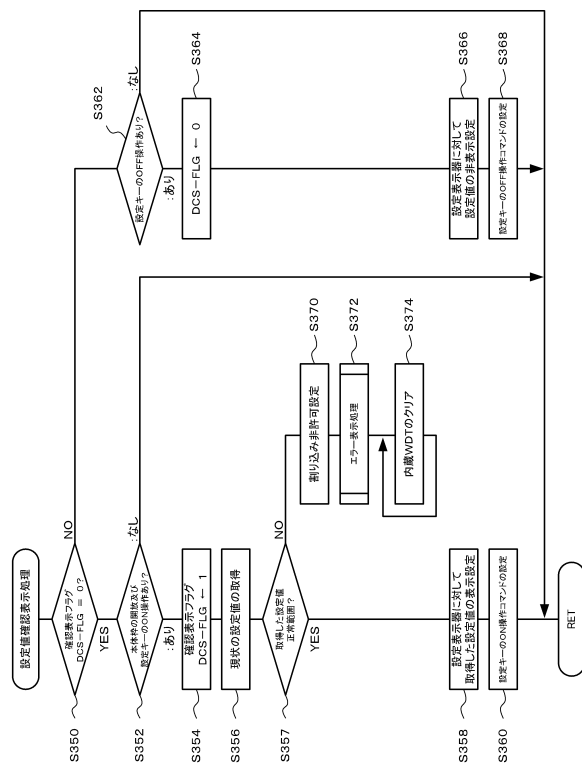 設定値確認表示処理
S350
確認表示フラグ
DCS-FLG = 0?
NO
YES
S352
本体枠の開放及び
設定キーのON操作あり?
:なし
:あり
S354
確認表示フラグ
DCS-FLG ← 1
S356
現状の設定値の取得
S357
取得した設定値
正常範囲?
NO
YES
S358
設定表示器に対して
取得した設定値の表示設定
S360
設定キーのON操作コマンドの設定
RET
S370
割り込み非許可設定
S372
エラー表示処理
S374
内蔵WDTのクリア
S362
設定キーのOFF操作あり?
:なし
:あり
S364
DCS-FLG ← 0
S366
設定表示器に対して
設定値の非表示設定
S368
設定キーのOFF操作コマンドの設定